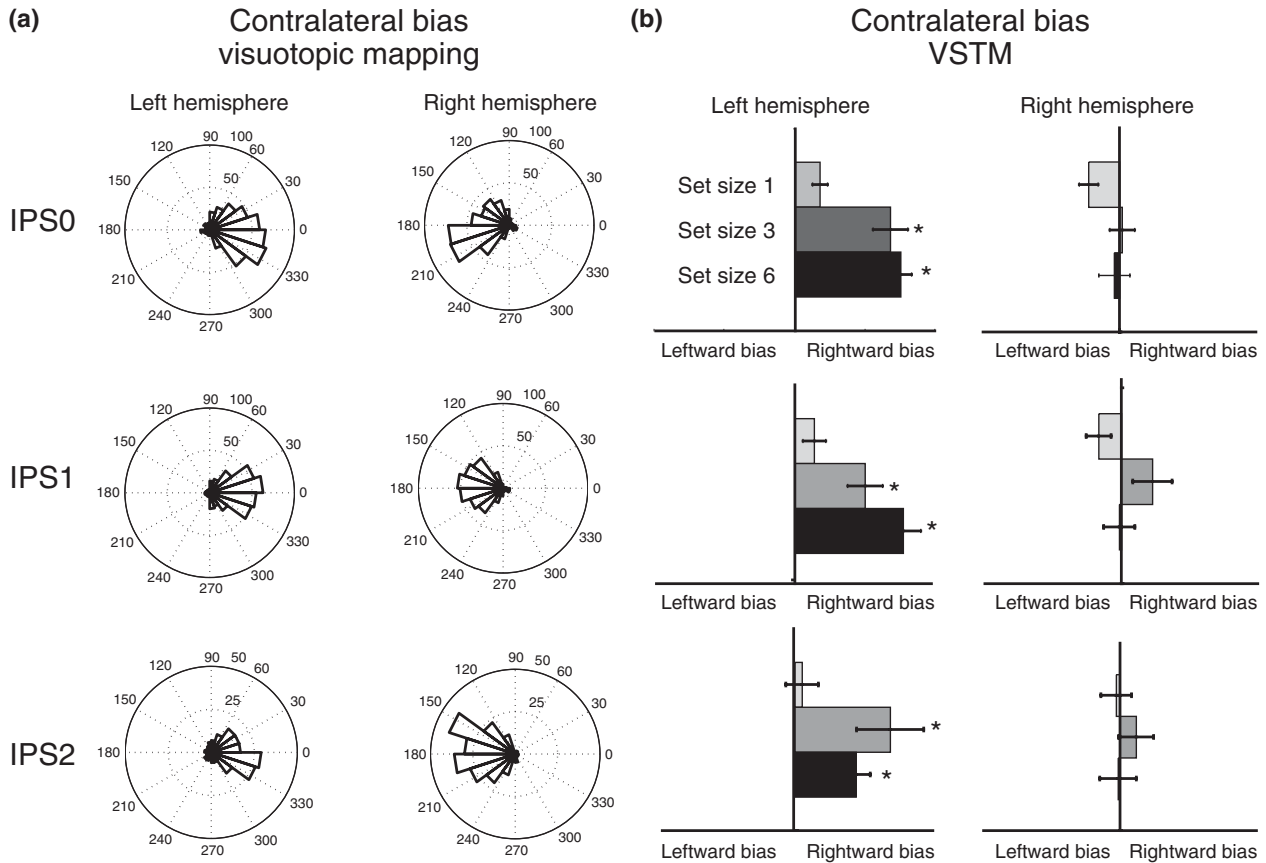 (a)
Contralateral bias
visuotopic mapping
(b)
Contralateral bias
VSTM
Left hemisphere
Right hemisphere
Left hemisphere
Right hemisphere
IPS0
90 100
120 60
150 50 30
180 0
210 330
240 300
270
90 100
120 60
150 50 30
180 0
210 330
240 300
270
Set size 1
Set size 3 *
Set size 6 *
Leftward bias Rightward bias
Leftward bias Rightward bias
IPS1
90 100
120 60
150 50 30
180 0
210 330
240 300
270
90 100
120 60
150 50 30
180 0
210 330
240 300
270
*
*
Leftward bias Rightward bias
Leftward bias Rightward bias
IPS2
90 50
120 60
150 25 30
180 0
210 330
240 300
270
90 50
120 60
150 25 30
180 0
210 330
240 300
270
*
*
Leftward bias Rightward bias
Leftward bias Rightward bias